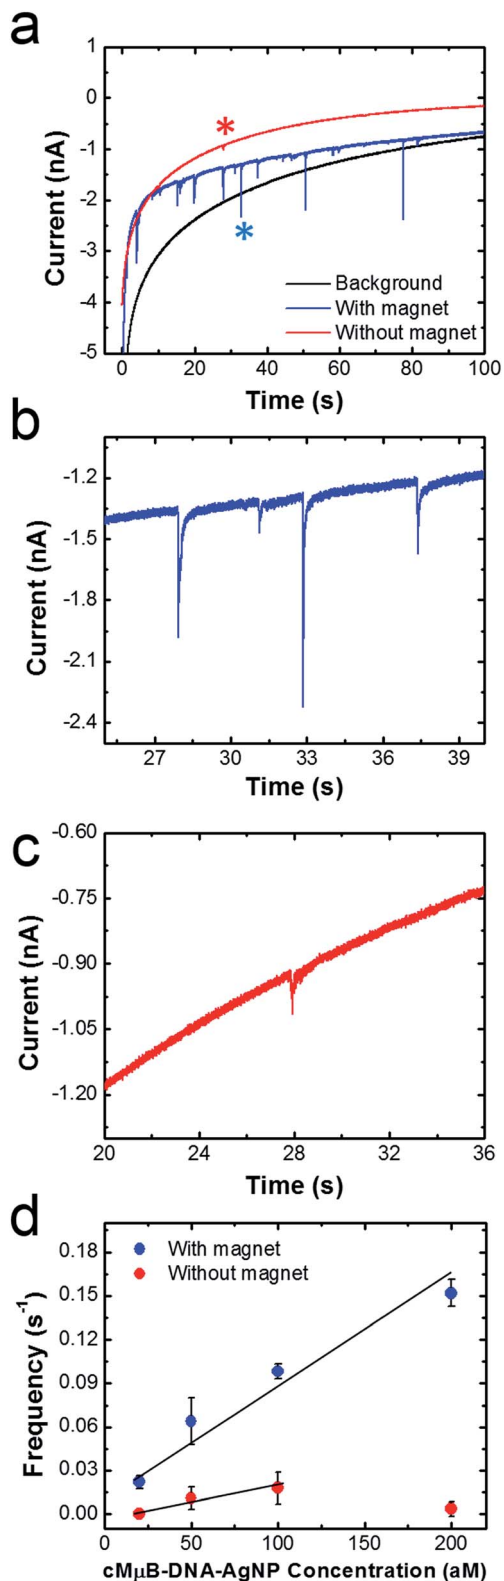 a
1
0
-1
-2
-3
-4
-5
Current (nA)
*
*
Background
With magnet
Without magnet
0 20 40 60 80 100
Time (s)
b
-1.2
-1.5
-1.8
-2.1
-2.4
Current (nA)
27 30 33 36 39
Time (s)
c
-0.60
-0.75
-0.90
-1.05
-1.20
Current (nA)
20 24 28 32 36
Time (s)
d
With magnet
Without magnet
0.18
0.15
0.12
0.09
0.06
0.03
0.00
Frequency (s-1)
0 50 100 150 200
cMμB-DNA-AgNP Concentration (aM)